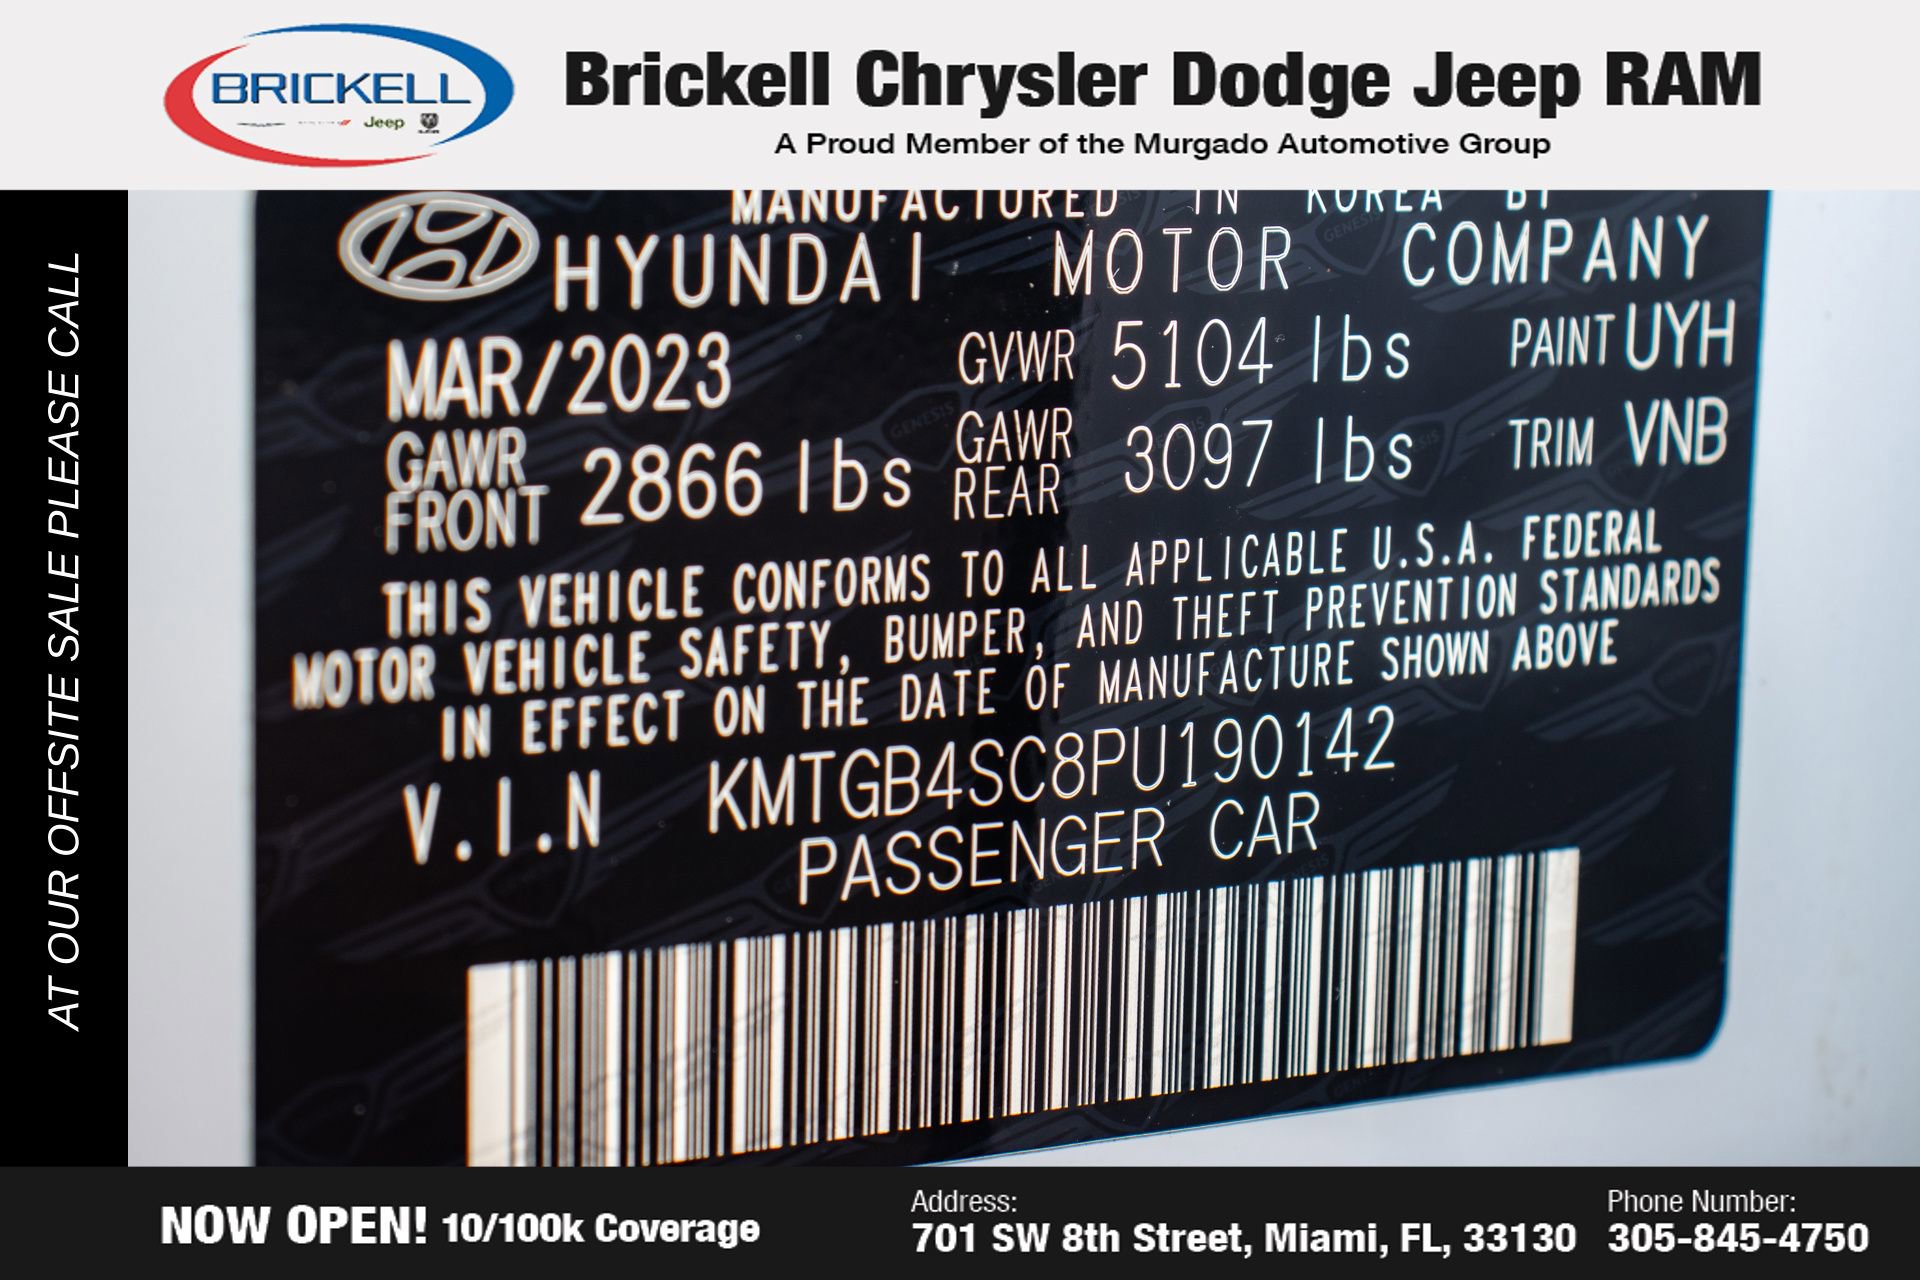 BRICKELL
Jeep
Brickell Chrysler Dodge Jeep RAM
A Proud Member of the Murgado Automotive Group
AT OUR OFFSITE SALE PLEASE CALL
MANUFACTURED IN KOREA BY
HYUNDAI MOTOR COMPANY
MAR/2023 GVWR 5104 lbs PAINT UYH
GAWR FRONT 2866 lbs GAWR REAR 3097 lbs TRIM VNB
THIS VEHICLE CONFORMS TO ALL APPLICABLE U.S.A. FEDERAL
MOTOR VEHICLE SAFETY, BUMPER, AND THEFT PREVENTION STANDARDS
IN EFFECT ON THE DATE OF MANUFACTURE SHOWN ABOVE
V.I.N KMTGB4SC8PU190142
PASSENGER CAR
GENESIS
NOW OPEN! 10/100k Coverage
Address:
701 SW 8th Street, Miami, FL, 33130
Phone Number:
305-845-4750